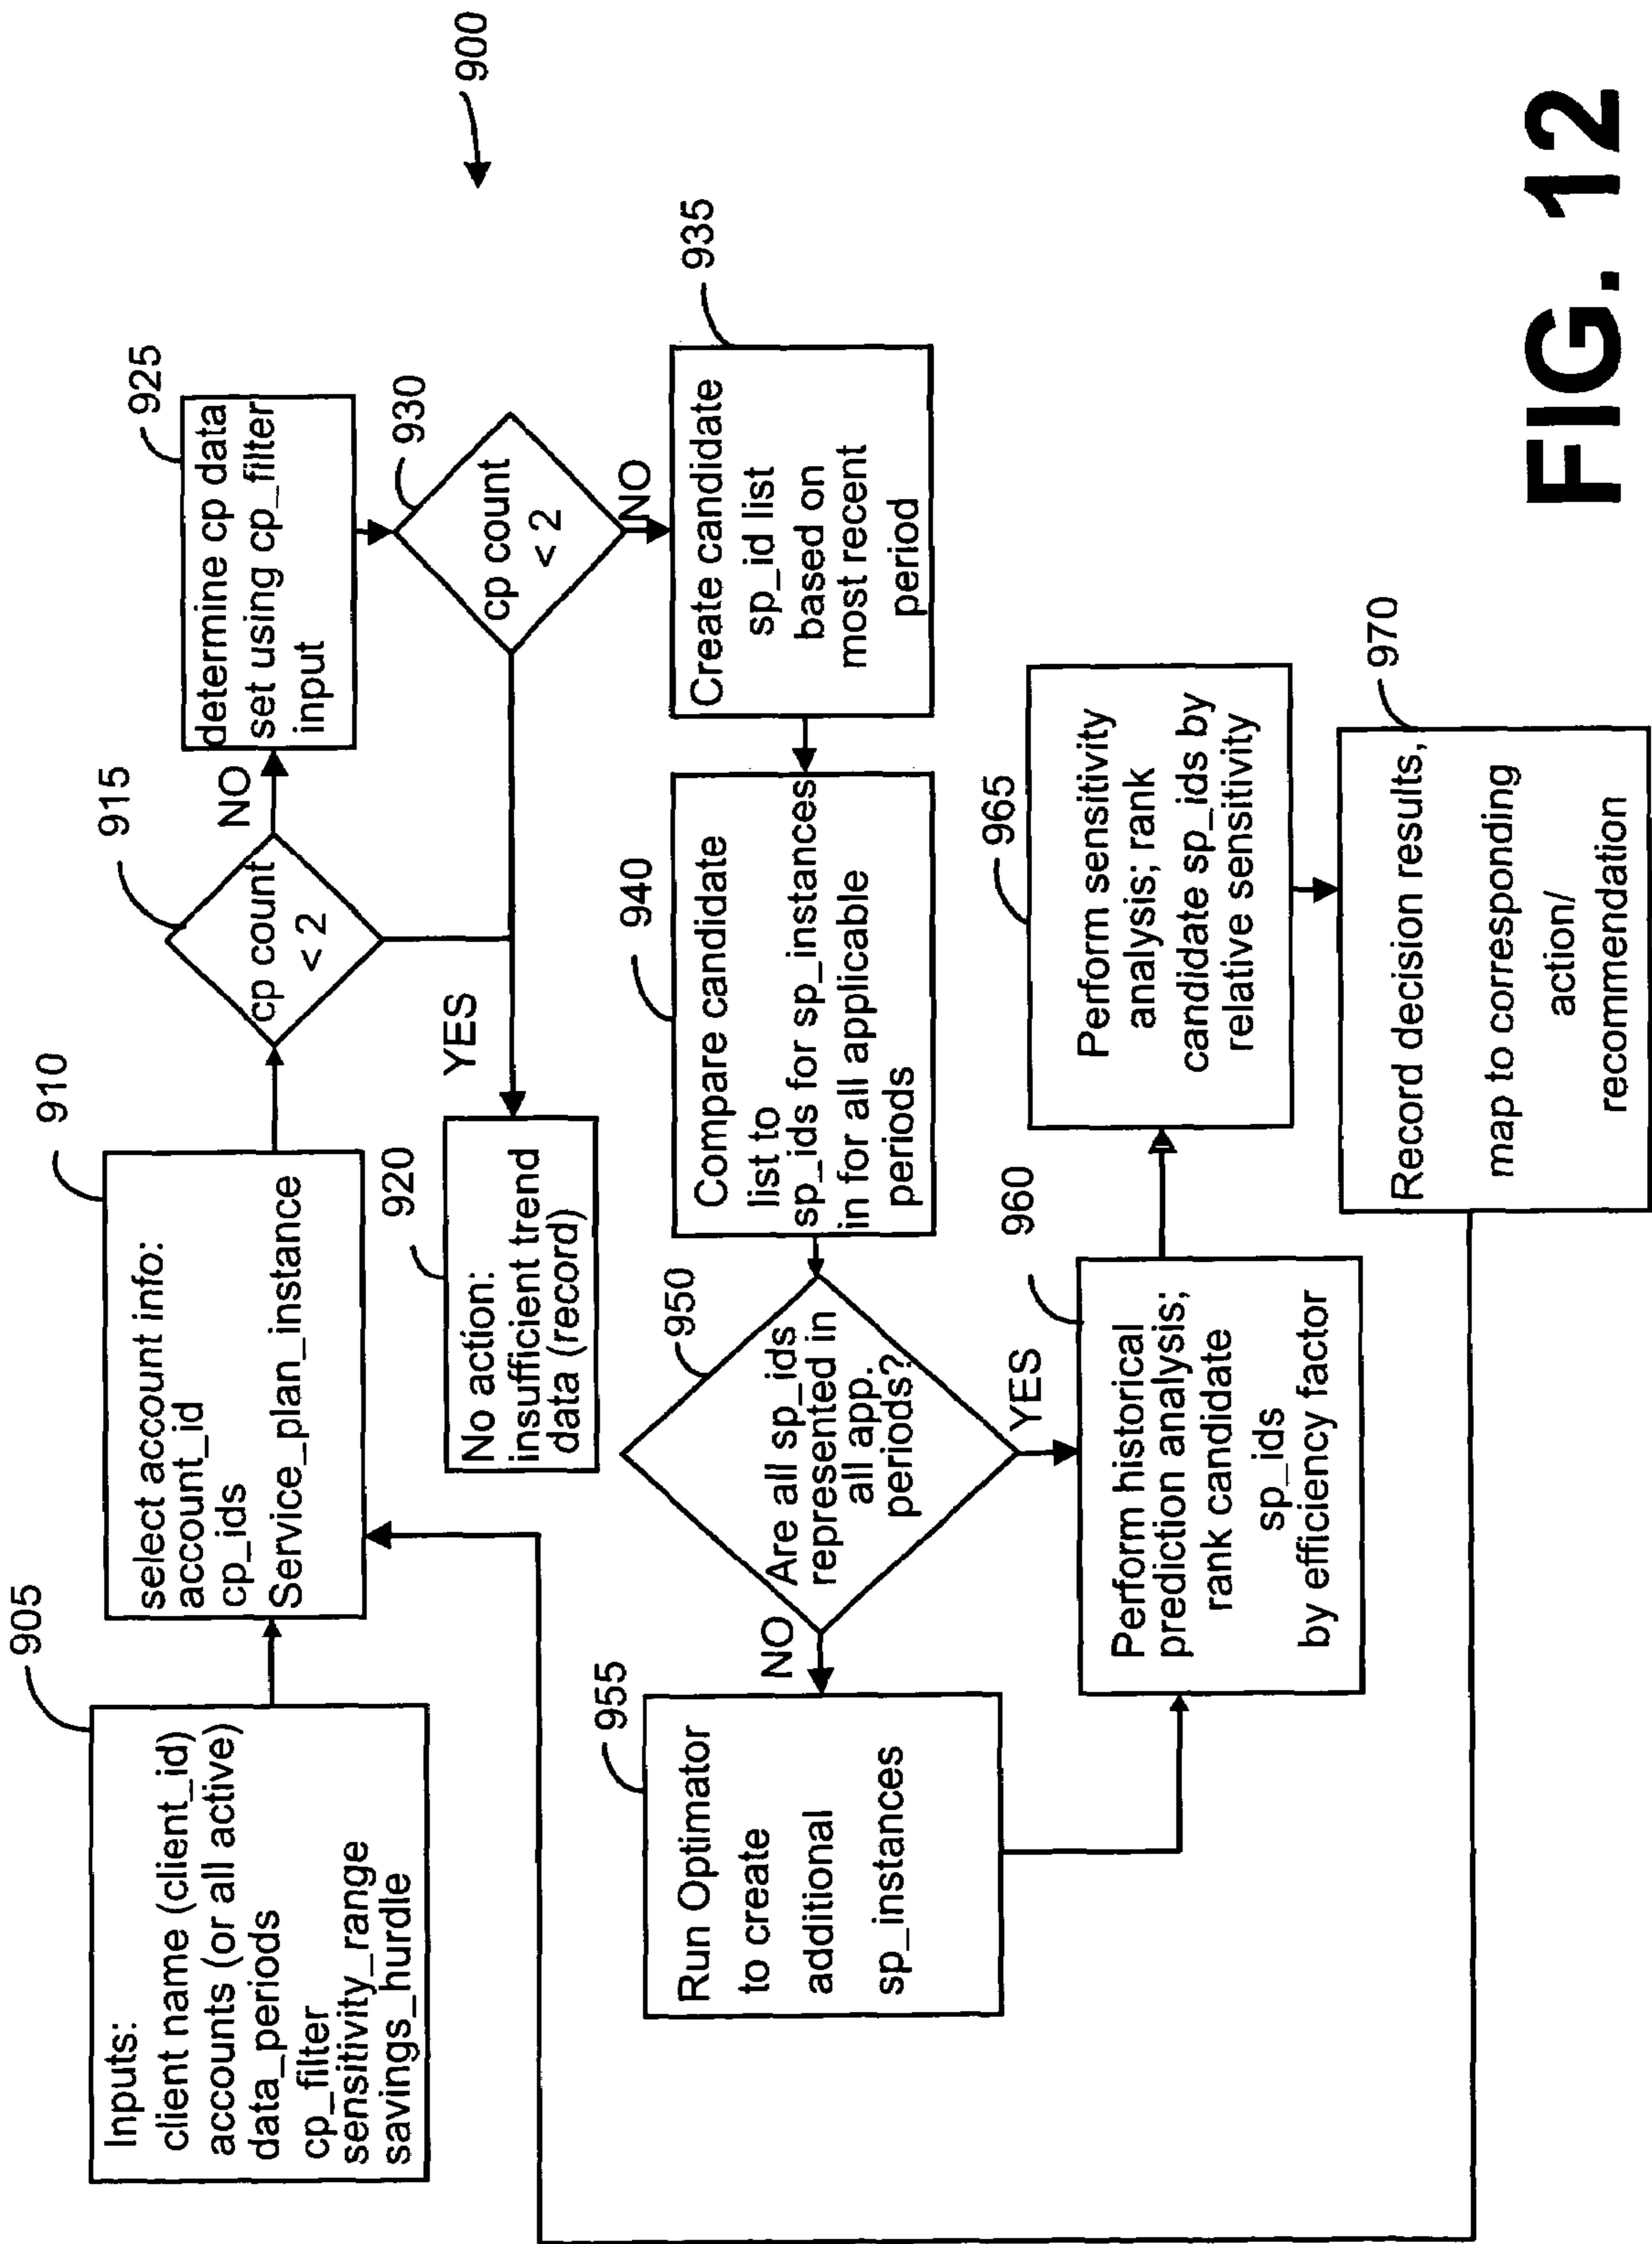 905
Inputs:
client name (client_id)
accounts (or all active)
data_periods
cp_filter
sensitivity_range
savings_hurdle
910
select account info:
account_id
cp_ids
Service_plan_instance
915
cp count
< 2
NO
925
determine cp data
set using cp_filter
input
930
cp count
< 2
NO
YES
920
No action:
insufficient trend
data (record)
900
935
Create candidate
sp_id list
based on
most recent
period
940
Compare candidate
list to
sp_ids for sp_instances
in for all applicable
periods
950
Are all sp_ids
represented in
all app.
periods?
NO
YES
955
Run Optimator
to create
additional
sp_instances
960
Perform historical
prediction analysis;
rank candidate
sp_ids
by efficiency factor
965
Perform sensitivity
analysis; rank
candidate sp_ids by
relative sensitivity
970
Record decision results,
map to corresponding
action/
recommendation
FIG. 12